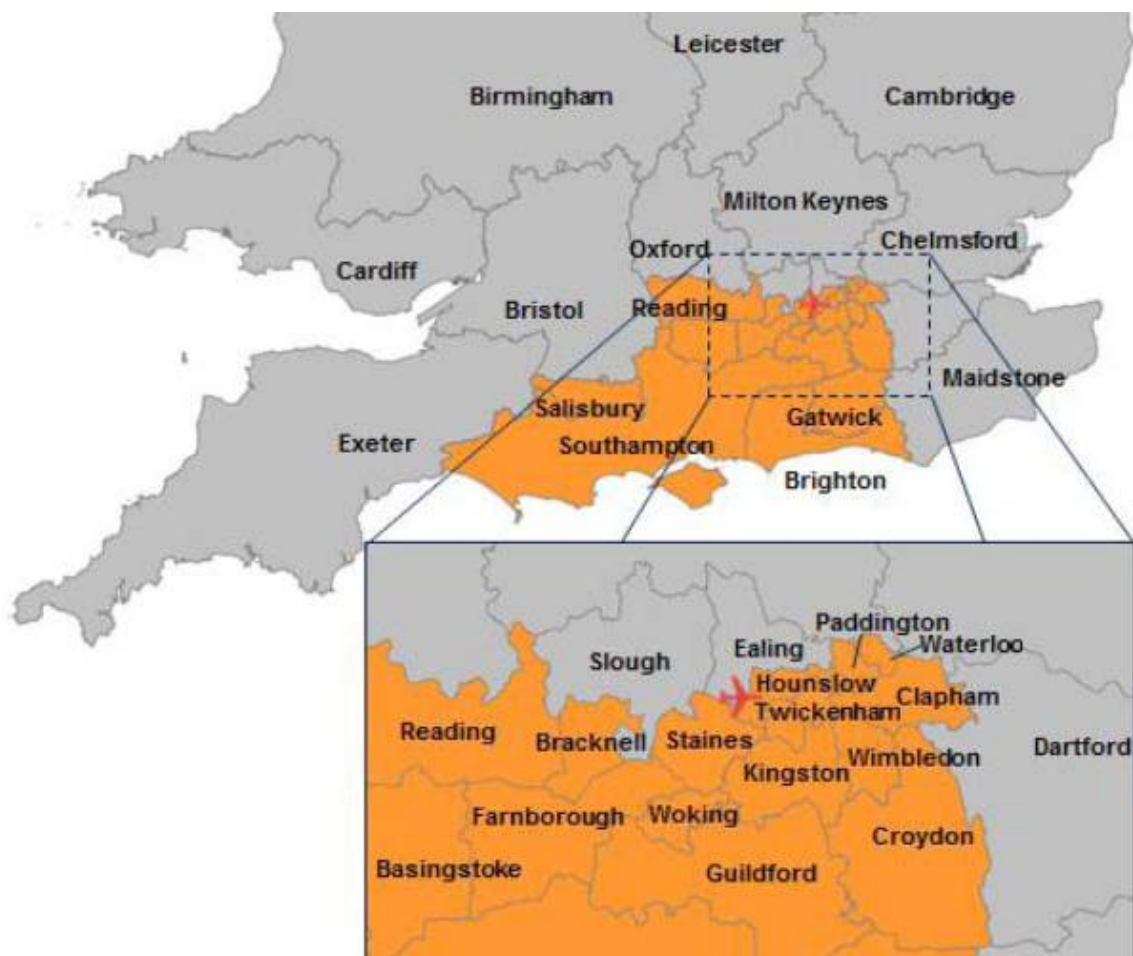 Leicester
Birmingham
Cambridge
Milton Keynes
Oxford
Chelmsford
Cardiff
Bristol
Reading
Maidstone
Salisbury
Gatwick
Exeter
Southampton
Brighton
Paddington
Waterloo
Slough
Ealing
Hounslow
Clapham
Twickenham
Reading
Bracknell
Staines
Dartford
Kingston
Wimbledon
Farnborough
Woking
Croydon
Basingstoke
Guildford